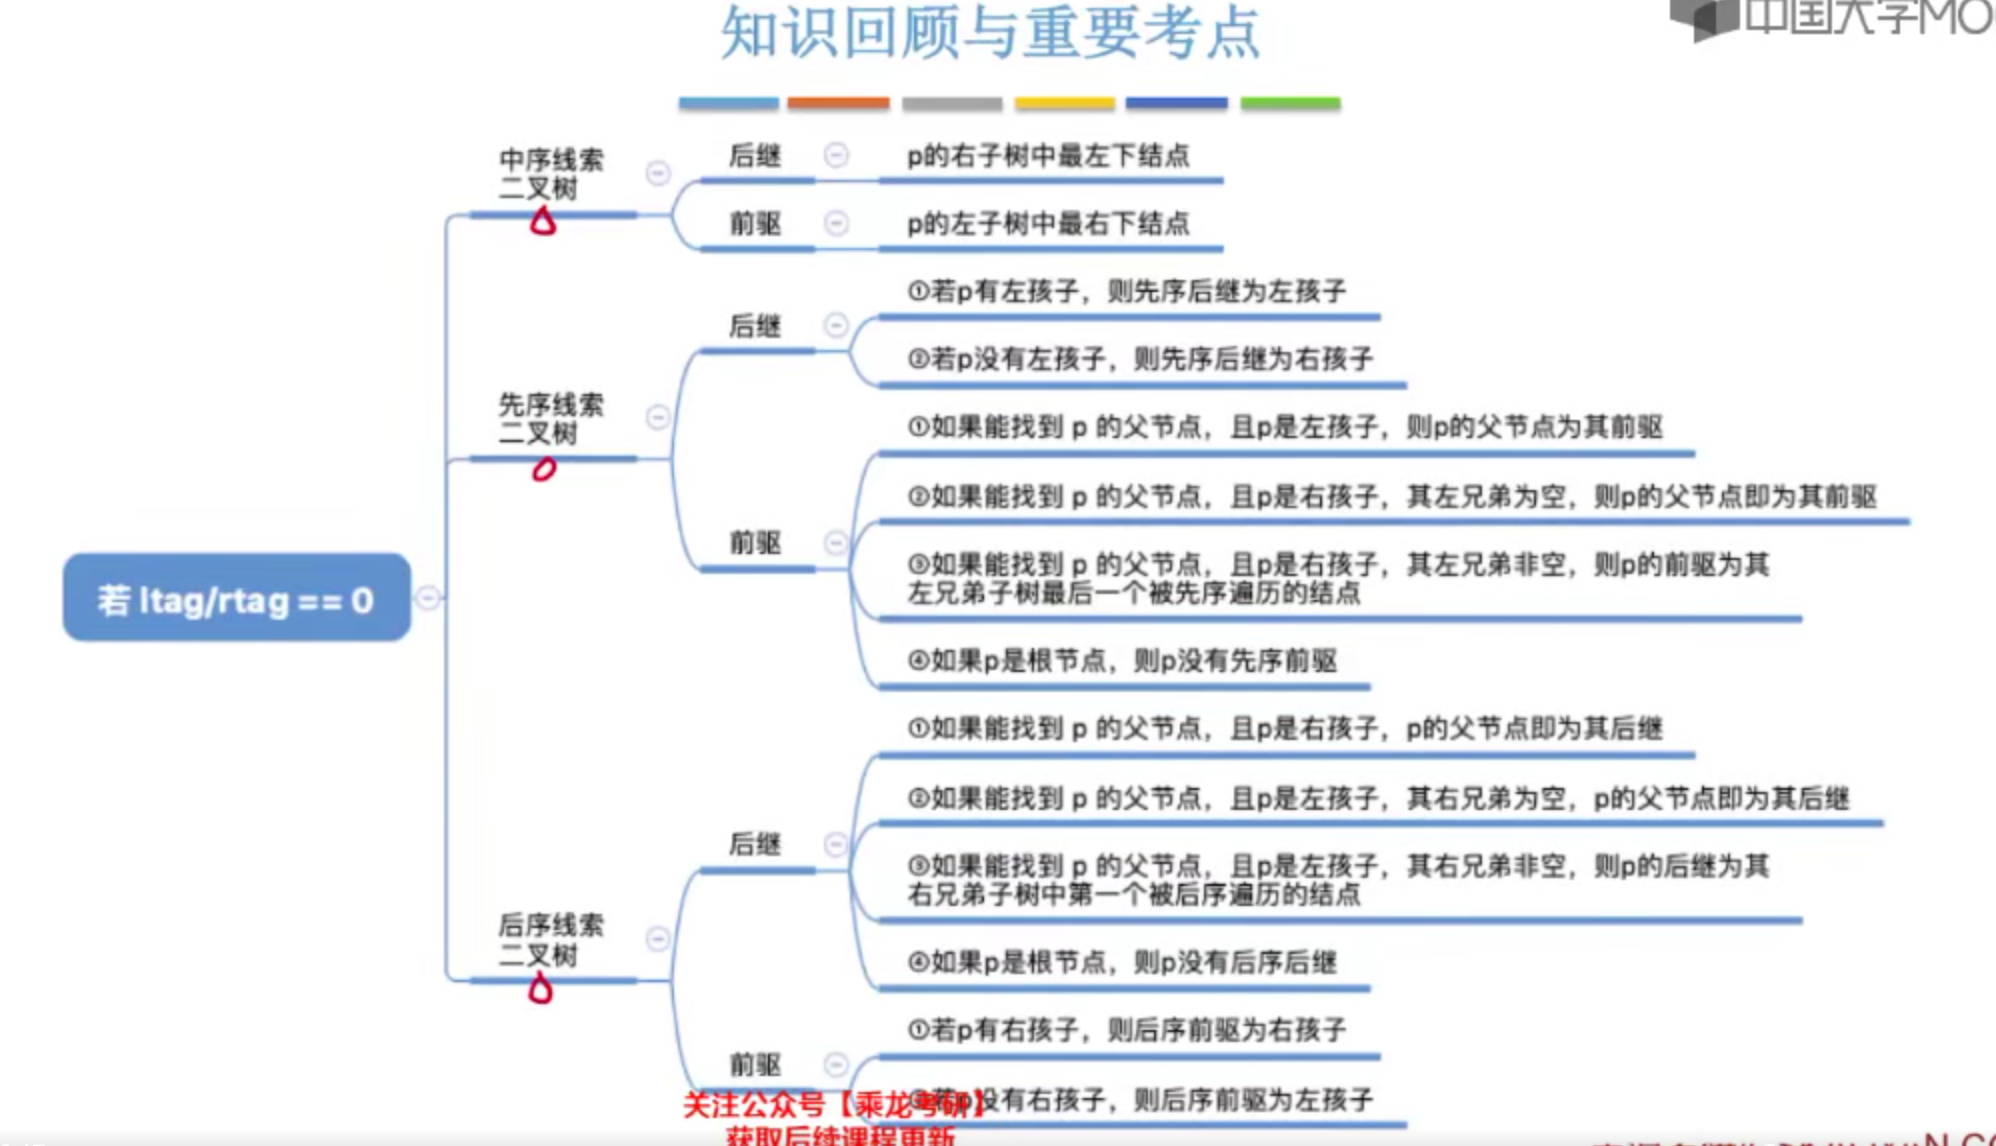 知识回顾与重要考点
中国大学MO
中序线索
二叉树
后继
p的右子树中最左下结点
前驱
p的左子树中最右下结点
先序线索
二叉树
后继
①若p有左孩子，则先序后继为左孩子
②若p没有左孩子，则先序后继为右孩子
前驱
①如果能找到 p 的父节点，且p是左孩子，则p的父节点为其前驱
②如果能找到 p 的父节点，且p是右孩子，其左兄弟为空，则p的父节点即为其前驱
③如果能找到 p 的父节点，且p是右孩子，其左兄弟非空，则p的前驱为其
左兄弟子树最后一个被先序遍历的结点
④如果p是根节点，则p没有先序前驱
若 ltag/rtag == 0
后序线索
二叉树
后继
①如果能找到 p 的父节点，且p是右孩子，p的父节点即为其后继
②如果能找到 p 的父节点，且p是左孩子，其右兄弟为空，p的父节点即为其后继
③如果能找到 p 的父节点，且p是左孩子，其右兄弟非空，则p的后继为其
右兄弟子树中第一个被后序遍历的结点
④如果p是根节点，则p没有后序后继
前驱
①若p有右孩子，则后序前驱为右孩子
②若p没有右孩子，则后序前驱为左孩子
关注公众号【乘龙考研】
获取后续课程更新